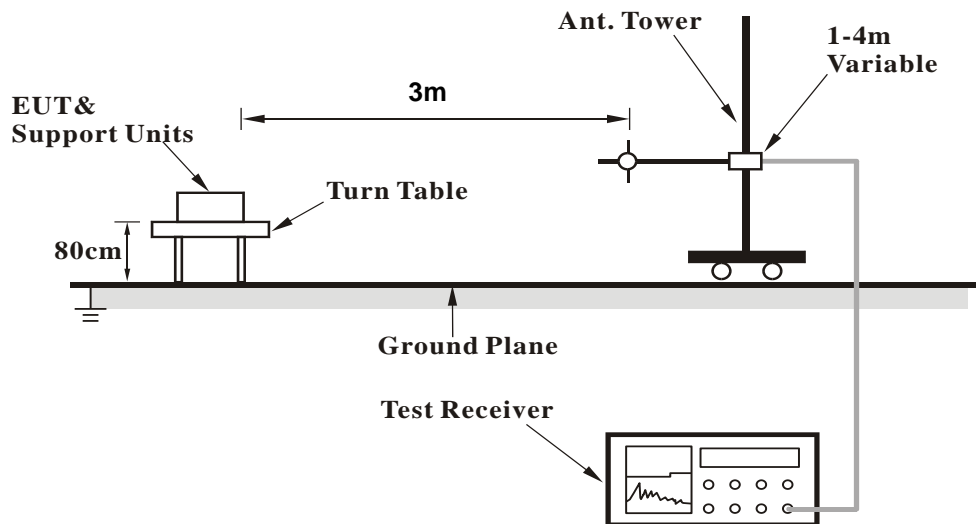 Ant. Tower
1-4m
Variable
3m
EUT&
Support Units
Turn Table
80cm
Ground Plane
Test Receiver